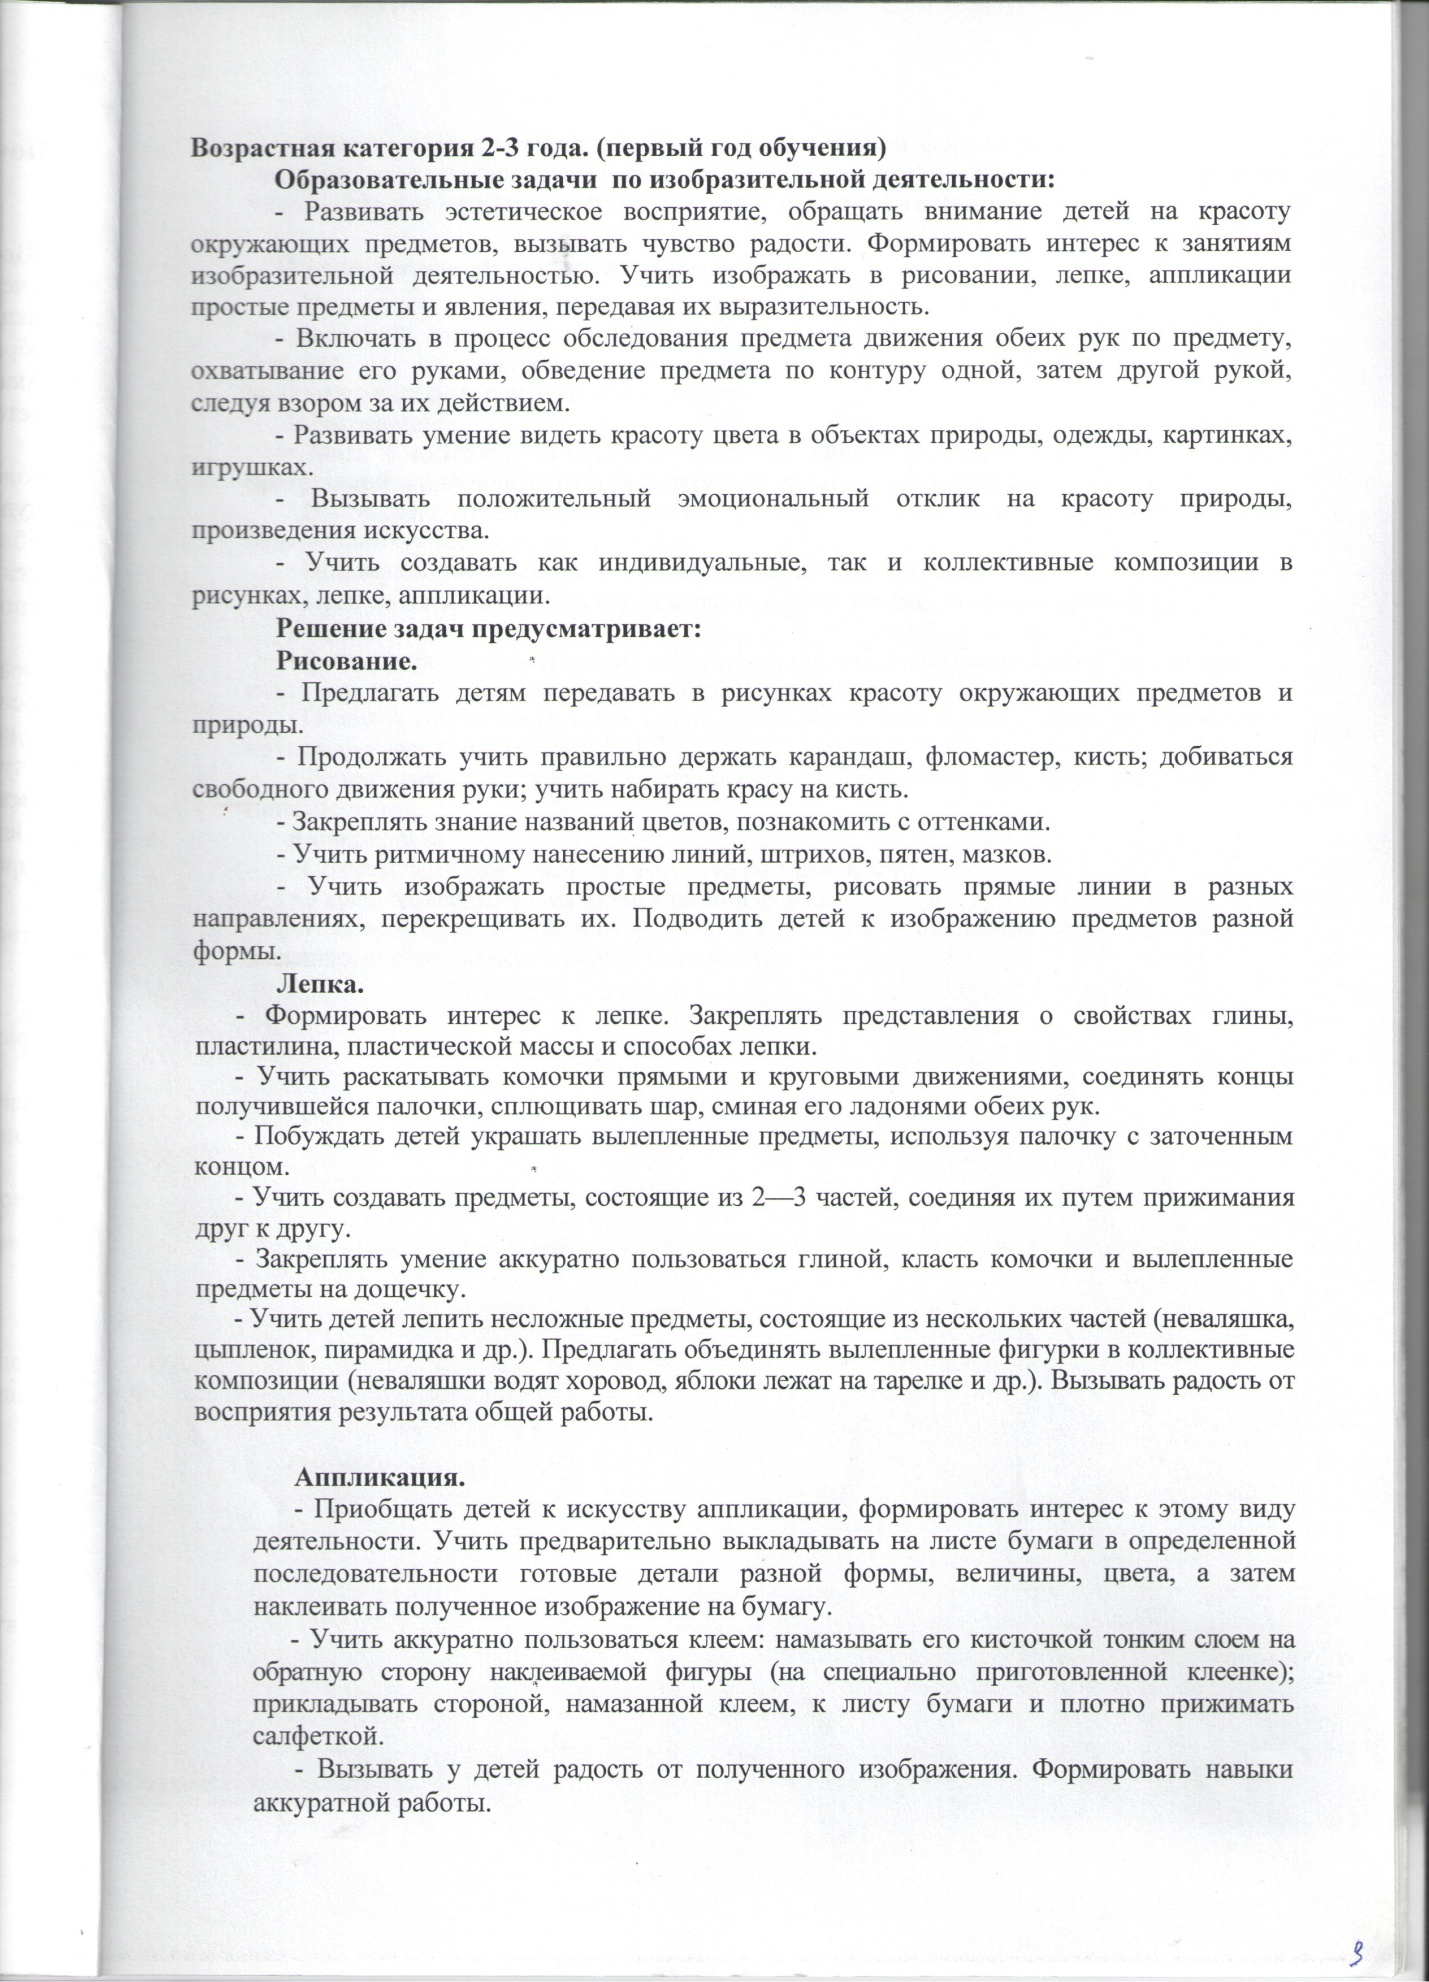 Возрастная категория 2-3 года. (первый год обучения)
Образовательные задачи по изобразительной деятельности:
- Развивать эстетическое восприятие, обращать внимание детей на красоту
окружающих предметов, вызывать чувство радости. Формировать интерес к занятиям
изобразительной деятельностью. Учить изображать в рисовании, лепке, аппликации
простые предметы и явления, передавая их выразительность.
- Включать в процесс обследования предмета движения обеих рук по предмету,
охватывание его руками, обведение предмета по контуру одной, затем другой рукой,
следуя взором за их действием.
- Развивать умение видеть красоту цвета в объектах природы, одежды, картинках,
игрушках.
- Вызывать положительный эмоциональный отклик на красоту природы,
произведения искусства.
- Учить создавать как индивидуальные, так и коллективные композиции в
рисунках, лепке, аппликации.
Решение задач предусматривает:
Рисование.
- Предлагать детям передавать в рисунках красоту окружающих предметов и
природы.
- Продолжать учить правильно держать карандаш, фломастер, кисть; добиваться
свободного движения руки; учить набирать красу на кисть.
- Закреплять знание названий цветов, познакомить с оттенками.
- Учить ритмичному нанесению линий, штрихов, пятен, мазков.
- Учить изображать простые предметы, рисовать прямые линии в разных
направлениях, перекрещивать их. Подводить детей к изображению предметов разной
формы.
Лепка.
- Формировать интерес к лепке. Закреплять представления о свойствах глины,
пластилина, пластической массы и способах лепки.
- Учить раскатывать комочки прямыми и круговыми движениями, соединять концы
получившейся палочки, сплющивать шар, сминая его ладонями обеих рук.
- Побуждать детей украшать вылепленные предметы, используя палочку с заточенным
концом.
- Учить создавать предметы, состоящие из 2—3 частей, соединяя их путем прижимания
друг к другу.
- Закреплять умение аккуратно пользоваться глиной, класть комочки и вылепленные
предметы на дощечку.
- Учить детей лепить несложные предметы, состоящие из нескольких частей (неваляшка,
цыпленок, пирамидка и др.). Предлагать объединять вылепленные фигурки в коллективные
композиции (неваляшки водят хоровод, яблоки лежат на тарелке и др.). Вызывать радость от
восприятия результата общей работы.
Аппликация.
- Приобщать детей к искусству аппликации, формировать интерес к этому виду
деятельности. Учить предварительно выкладывать на листе бумаги в определенной
последовательности готовые детали разной формы, величины, цвета, а затем
наклеивать полученное изображение на бумагу.
- Учить аккуратно пользоваться клеем: намазывать его кисточкой тонким слоем на
обратную сторону наклеиваемой фигуры (на специально приготовленной клеенке);
прикладывать стороной, намазанной клеем, к листу бумаги и плотно прижимать
салфеткой.
- Вызывать у детей радость от полученного изображения. Формировать навыки
аккуратной работы.